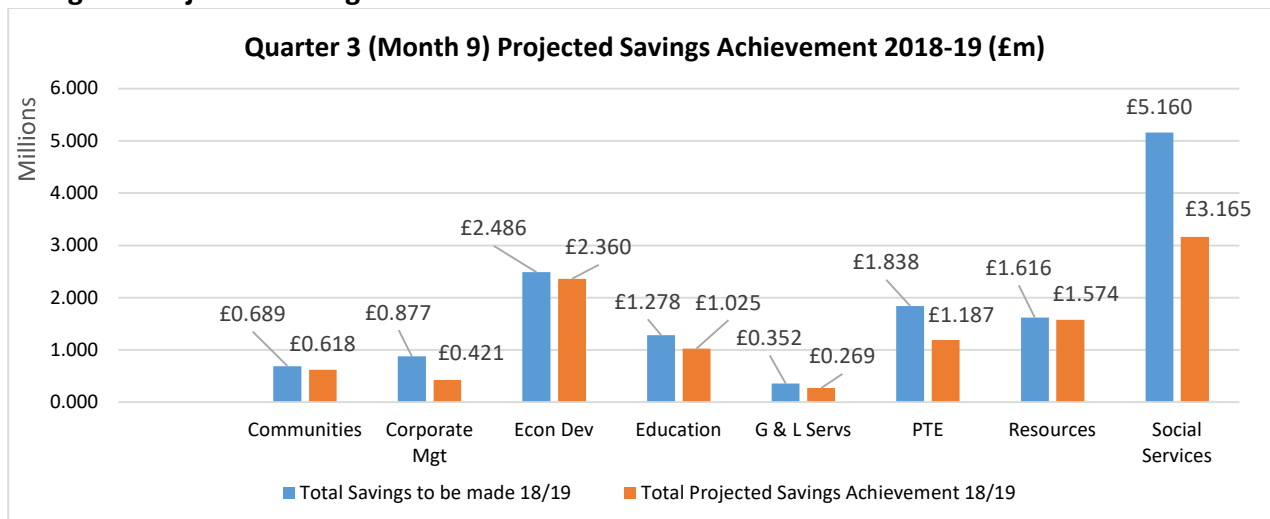 Quarter 3 (Month 9) Projected Savings Achievement 2018-19 (£m)
Millions
6.000
5.000
4.000
3.000
2.000
1.000
0.000
£0.689
£0.618
£0.877
£0.421
£2.486
£2.360
£1.278
£1.025
£0.352
£0.269
£1.838
£1.187
£1.616
£1.574
£5.160
£3.165
Communities
Corporate
Mgt
Econ Dev
Education
G & L Servs
PTE
Resources
Social
Services
Total Savings to be made 18/19
Total Projected Savings Achievement 18/19